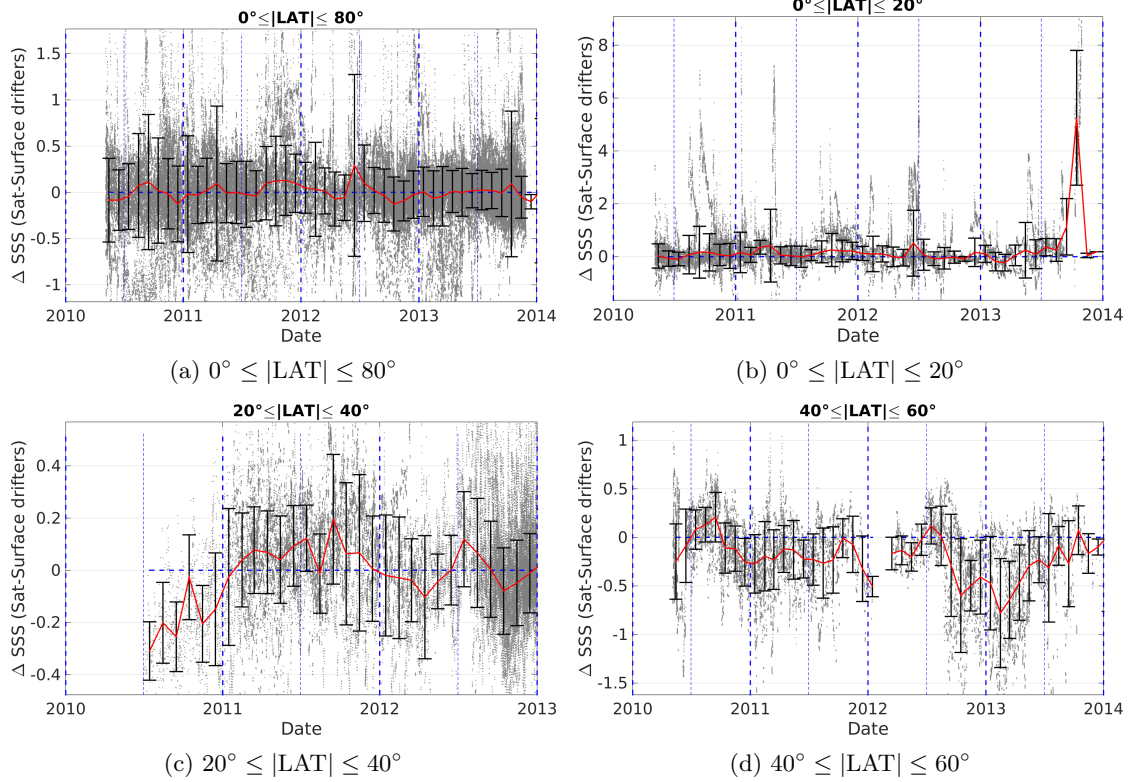 0°≤|LAT|≤ 80°
Δ SSS (Sat-Surface drifters)
1.5
1
0.5
0
-0.5
-1
2010
2011
2012
2013
2014
Date
(a) 0° ≤ |LAT| ≤ 80°
0°≤|LAT|≤ 20°
Δ SSS (Sat-Surface drifters)
8
6
4
2
0
2010
2011
2012
2013
2014
Date
(b) 0° ≤ |LAT| ≤ 20°
20°≤|LAT|≤ 40°
Δ SSS (Sat-Surface drifters)
0.4
0.2
0
-0.2
-0.4
2010
2011
2012
2013
Date
(c) 20° ≤ |LAT| ≤ 40°
40°≤|LAT|≤ 60°
Δ SSS (Sat-Surface drifters)
1
0.5
0
-0.5
-1
-1.5
2010
2011
2012
2013
2014
Date
(d) 40° ≤ |LAT| ≤ 60°